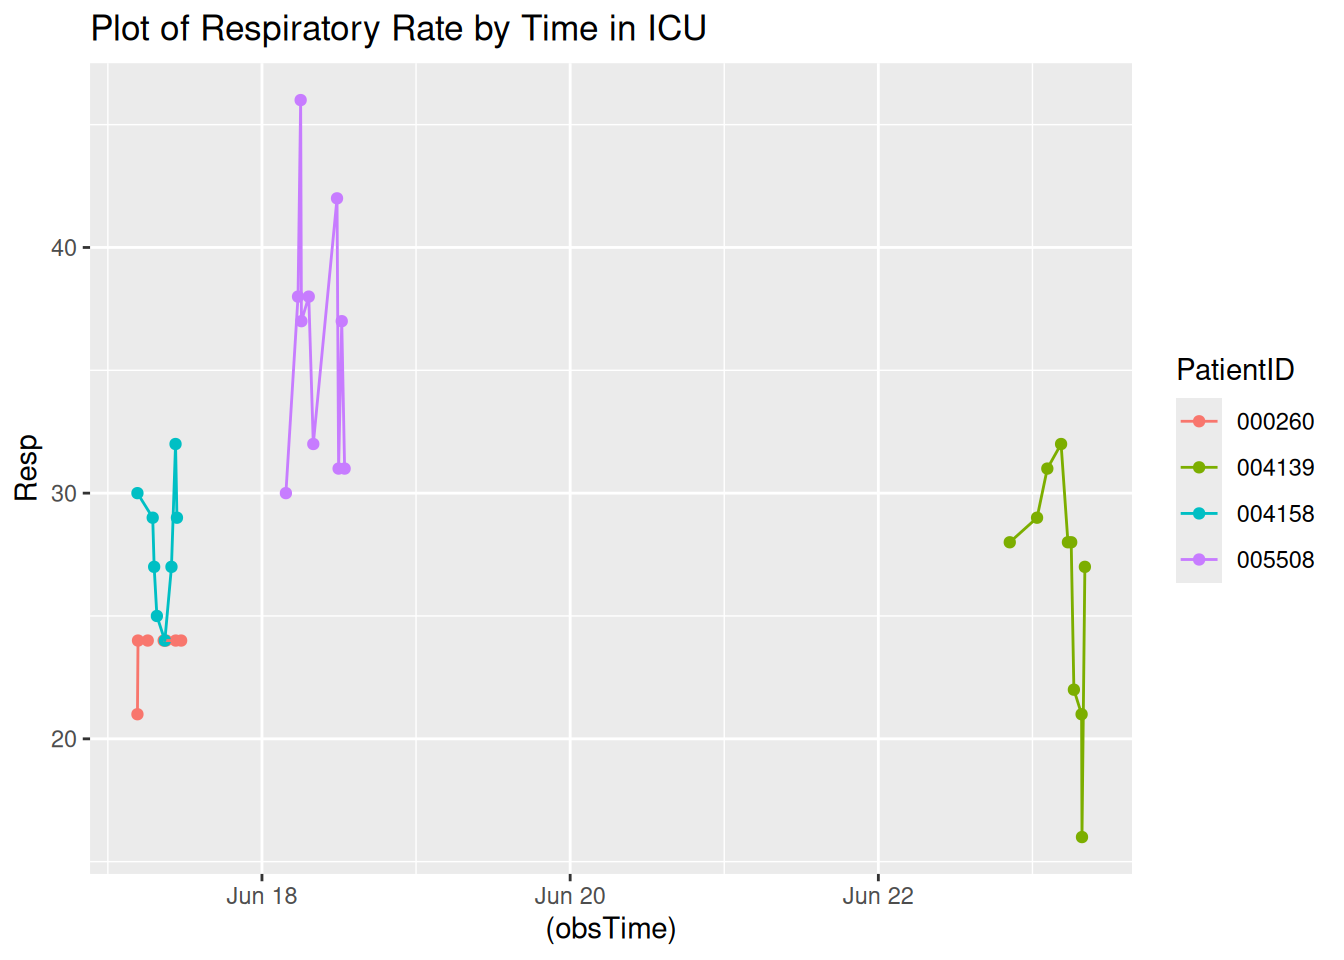 Plot of Respiratory Rate by Time in ICU
Resp
40
30
20
Jun 18
Jun 20
Jun 22
(obsTime)
PatientID
000260
004139
004158
005508